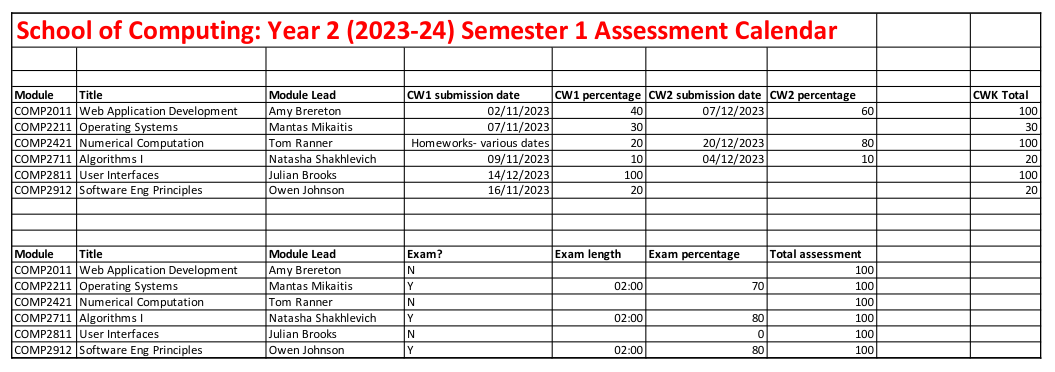 School of Computing: Year 2 (2023-24) Semester 1 Assessment Calendar
Module Title Module Lead CW1 submission date CW1 percentage CW2 submission date CW2 percentage CWK Total
COMP2011 Web Application Development Amy Brereton 02/11/2023 40 07/12/2023 60 100
COMP2211 Operating Systems Mantas Mikaitis 07/11/2023 30 30
COMP2421 Numerical Computation Tom Ranner Homeworks- various dates 20 20/12/2023 80 100
COMP2711 Algorithms I Natasha Shakhlevich 09/11/2023 10 04/12/2023 10 20
COMP2811 User Interfaces Julian Brooks 14/12/2023 100 100
COMP2912 Software Eng Principles Owen Johnson 16/11/2023 20 20
Module Title Module Lead Exam? Exam length Exam percentage Total assessment
COMP2011 Web Application Development Amy Brereton N 100
COMP2211 Operating Systems Mantas Mikaitis Y 02:00 70 100
COMP2421 Numerical Computation Tom Ranner N 100
COMP2711 Algorithms I Natasha Shakhlevich Y 02:00 80 100
COMP2811 User Interfaces Julian Brooks N 0 100
COMP2912 Software Eng Principles Owen Johnson Y 02:00 80 100